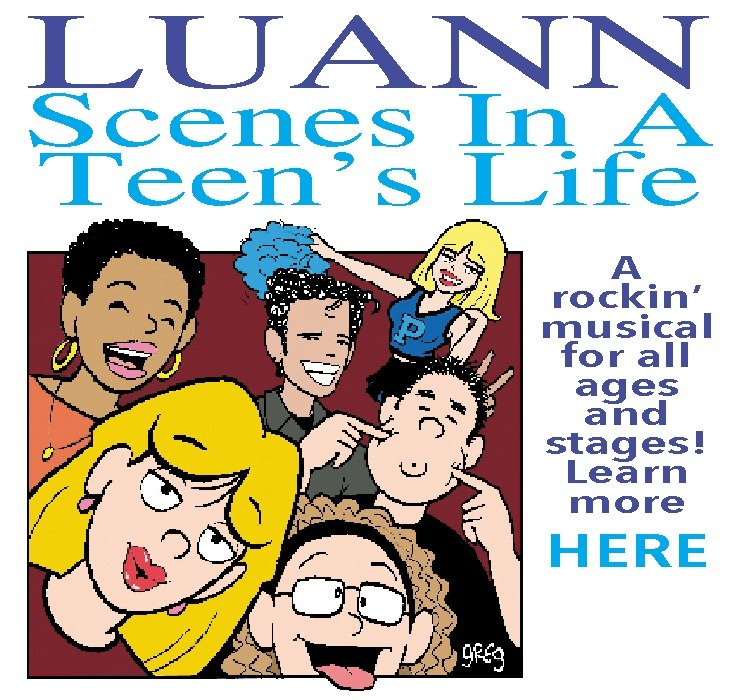 LUANN
Scenes In A
Teen's Life
A
rockin'
musical
for all
ages
and
stages!
Learn
more
HERE
P
greg